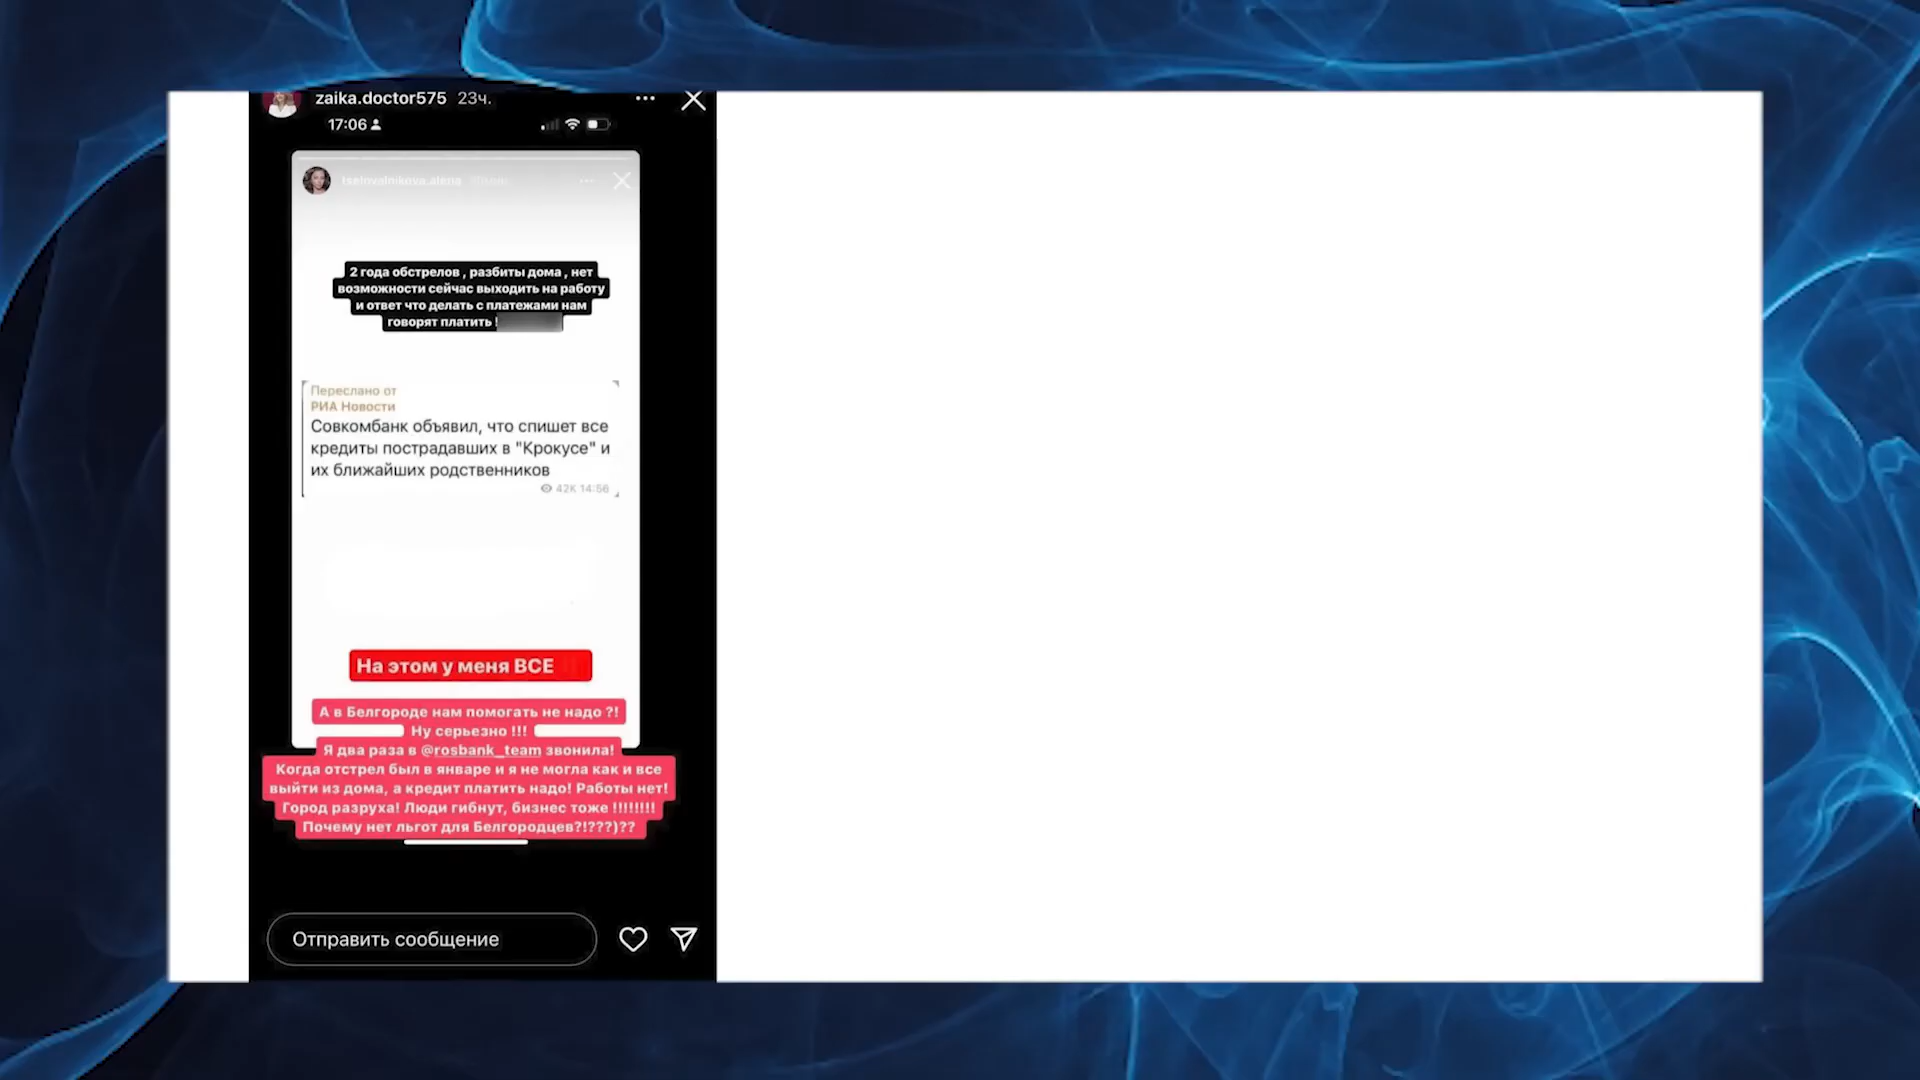 zaika.doctor575 23ч.
17:06
tselovalnikova.alena
2 года обстрелов , разбиты дома , нет
возможности сейчас выходить на работу
и ответ что делать с платежами нам
говорят платить !
Переслано от
РИА Новости
Совкомбанк объявил, что спишет все
кредиты пострадавших в "Крокусе" и
их ближайших родственников
42K 14:56
На этом у меня ВСЕ
А в Белгороде нам помогать не надо ?!
Ну серьезно !!!
Я два раза в @rosbank_team звонила!
Когда отстрел был в январе и я не могла как и все
выйти из дома, а кредит платить надо! Работы нет!
Город разруха! Люди гибнут, бизнес тоже !!!!!!!!
Почему нет льгот для Белгородцев?!???)??
Отправить сообщение